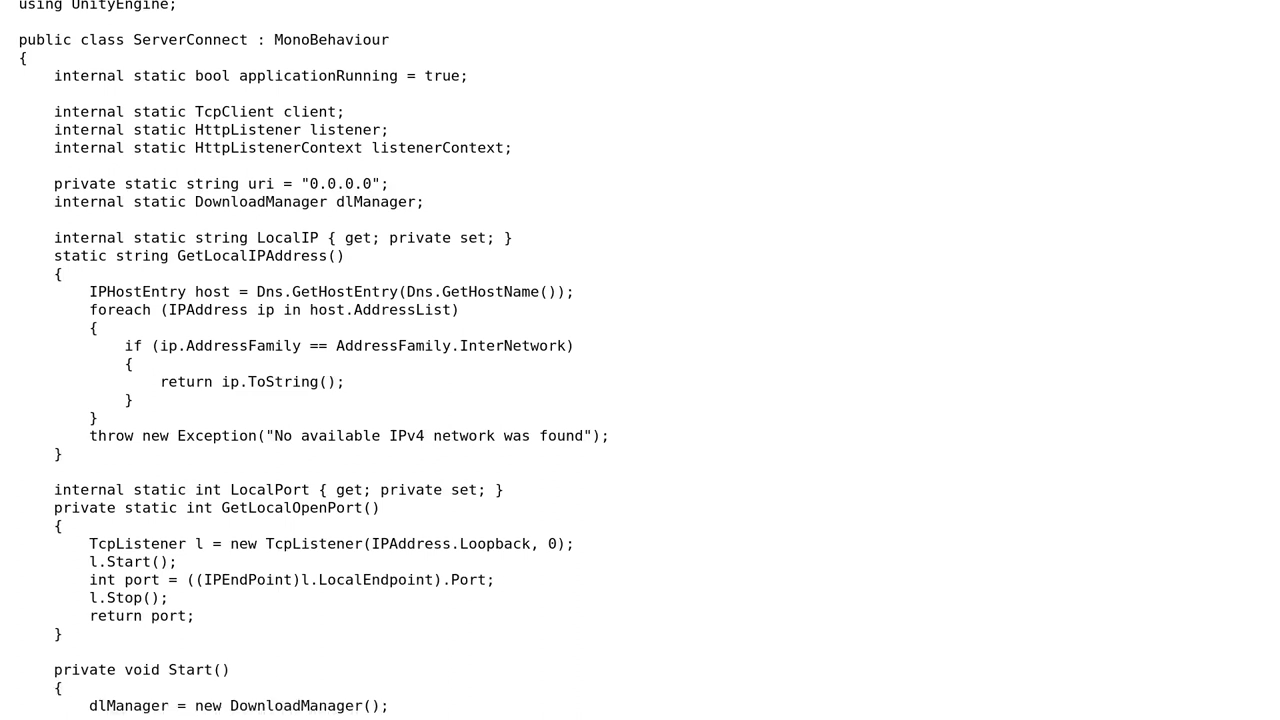 using UnityEngine;

public class ServerConnect : MonoBehaviour
{
    internal static bool applicationRunning = true;

    internal static TcpClient client;
    internal static HttpListener listener;
    internal static HttpListenerContext listenerContext;

    private static string uri = "0.0.0.0";
    internal static DownloadManager dlManager;

    internal static string LocalIP { get; private set; }
    static string GetLocalIPAddress()
    {
        IPHostEntry host = Dns.GetHostEntry(Dns.GetHostName());
        foreach (IPAddress ip in host.AddressList)
        {
            if (ip.AddressFamily == AddressFamily.InterNetwork)
            {
                return ip.ToString();
            }
        }
        throw new Exception("No available IPv4 network was found");
    }

    internal static int LocalPort { get; private set; }
    private static int GetLocalOpenPort()
    {
        TcpListener l = new TcpListener(IPAddress.Loopback, 0);
        l.Start();
        int port = ((IPEndPoint)l.LocalEndpoint).Port;
        l.Stop();
        return port;
    }

    private void Start()
    {
        dlManager = new DownloadManager();